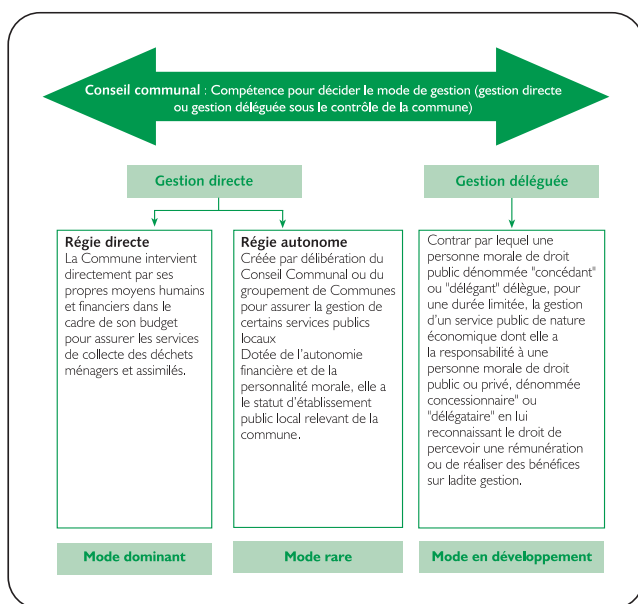 Conseil communal : Compétence pour décider le mode de gestion (gestion directe
ou gestion déléguée sous le contrôle de la commune)
Gestion directe
Gestion déléguée
Régie directe
La Commune intervient
directement par ses
propres moyens humains
et financiers dans le
cadre de son budget
pour assurer les services
de collecte des déchets
ménagers et assimilés.
Régie autonome
Créée par délibération du
Conseil Communal ou du
groupement de Communes
pour assurer la gestion de
certains services publics
locaux
Dotée de l'autonomie
financière et de la
personnalité morale, elle a
le statut d'établissement
public local relevant de la
commune.
Contrar par lequel une
personne morale de droit
public dénommée "concédant"
ou "délégant" délègue, pour
une durée limitée, la gestion
d'un service public de nature
économique dont elle a
la responsabilité à une
personne morale de droit
public ou privé, dénommée
concessionnaire" ou
"délégataire" en lui
reconnaissant le droit de
percevoir une rémunération
ou de réaliser des bénéfices
sur ladite gestion.
Mode dominant
Mode rare
Mode en développement